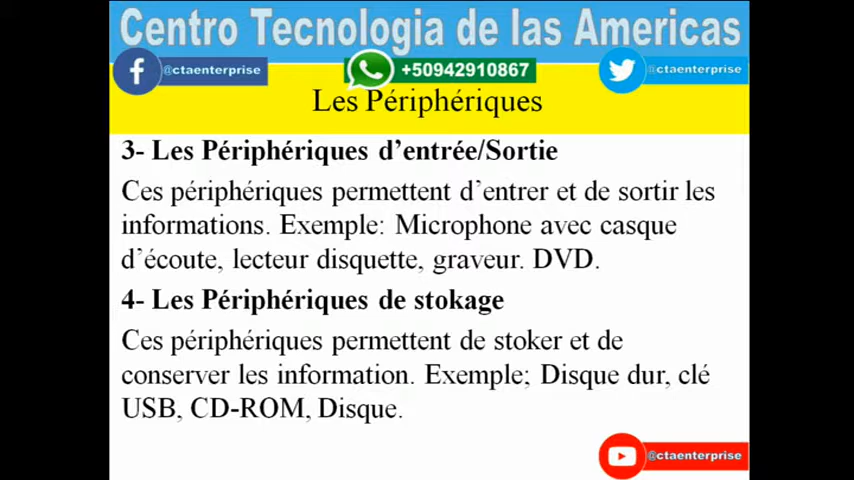 Centro Tecnologia de las Americas
@ctaenterprise
+50942910867
@ctaenterprise
Les Périphériques
3- Les Périphériques d’entrée/Sortie
Ces périphériques permettent d’entrer et de sortir les
informations. Exemple: Microphone avec casque
d’écoute, lecteur disquette, graveur. DVD.
4- Les Périphériques de stokage
Ces périphériques permettent de stoker et de
conserver les information. Exemple; Disque dur, clé
USB, CD-ROM, Disque.
@ctaenterprise